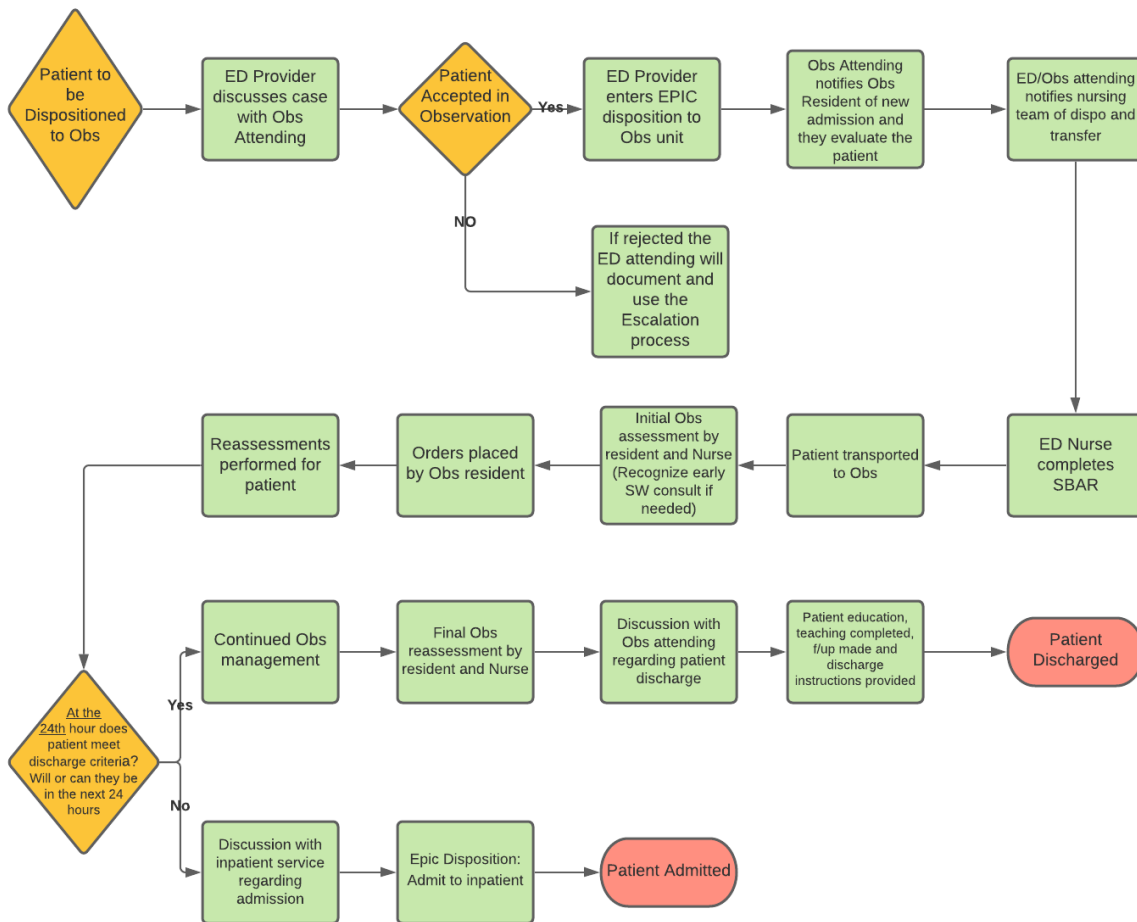 Patient to
be
Dispositioned
to Obs
ED Provider
discusses case
with Obs
Attending
Patient
Accepted in
Observation
Yes
ED Provider
enters EPIC
disposition to
Obs unit
Obs Attending
notifies Obs
Resident of new
admission and
they evaluate the
patient
ED/Obs attending
notifies nursing
team of dispo and
transfer
NO
If rejected the
ED attending will
document and
use the
Escalation
process
Reassessments
performed for
patient
Orders placed
by Obs resident
Initial Obs
assessment by
resident and Nurse
(Recognize early
SW consult if
needed)
Patient transported
to Obs
ED Nurse
completes
SBAR
At the
24th hour does
patient meet
discharge criteria?
Will or can they be
in the next 24
hours
Yes
Continued Obs
management
Final Obs
reassessment by
resident and Nurse
Discussion with
Obs attending
regarding patient
discharge
Patient education,
teaching completed,
f/up made and
discharge
instructions provided
Patient
Discharged
No
Discussion with
inpatient service
regarding
admission
Epic Disposition:
Admit to inpatient
Patient Admitted